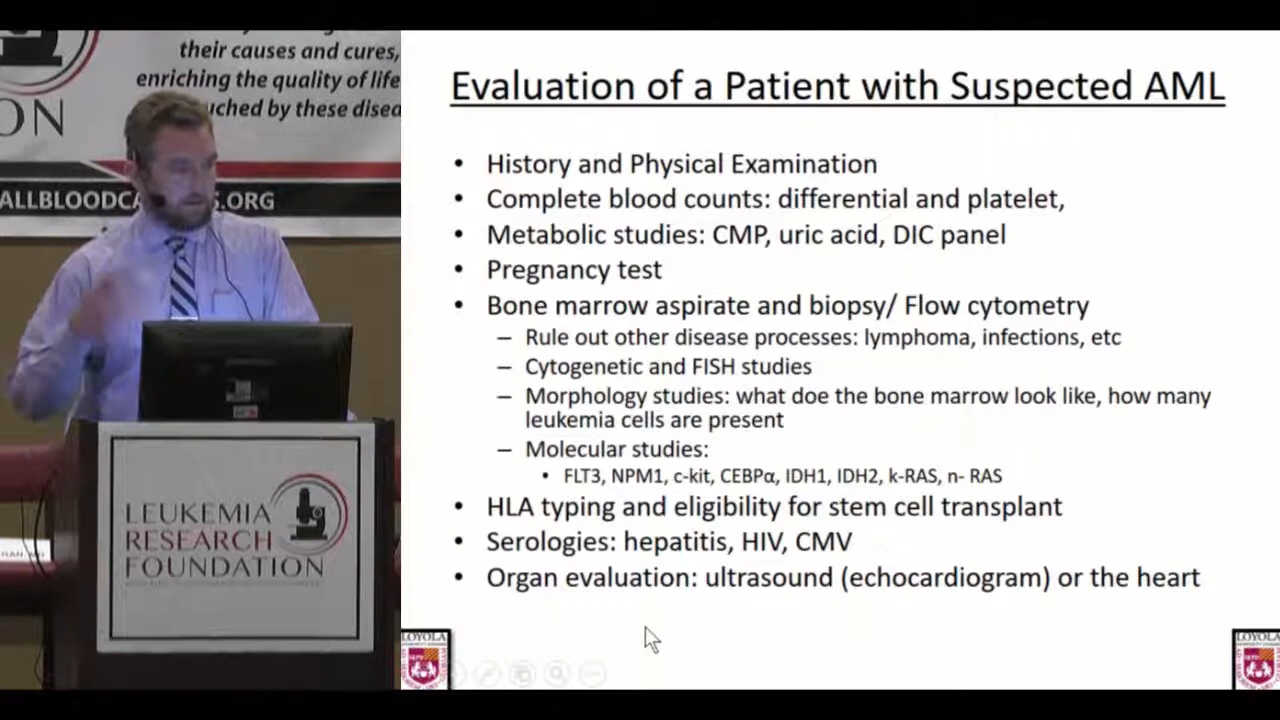 their causes and cures,
enriching the quality of life
uched by these disea
ON
ALLBLOODCA
S.ORG
LEUKEMIA
RESEARCH
FOUNDATION
Evaluation of a Patient with Suspected AML
• History and Physical Examination
• Complete blood counts: differential and platelet,
• Metabolic studies: CMP, uric acid, DIC panel
• Pregnancy test
• Bone marrow aspirate and biopsy/ Flow cytometry
– Rule out other disease processes: lymphoma, infections, etc
– Cytogenetic and FISH studies
– Morphology studies: what doe the bone marrow look like, how many
leukemia cells are present
– Molecular studies:
• FLT3, NPM1, c-kit, CEBPα, IDH1, IDH2, k-RAS, n- RAS
• HLA typing and eligibility for stem cell transplant
• Serologies: hepatitis, HIV, CMV
• Organ evaluation: ultrasound (echocardiogram) or the heart
LOYOLA
LOYOLA